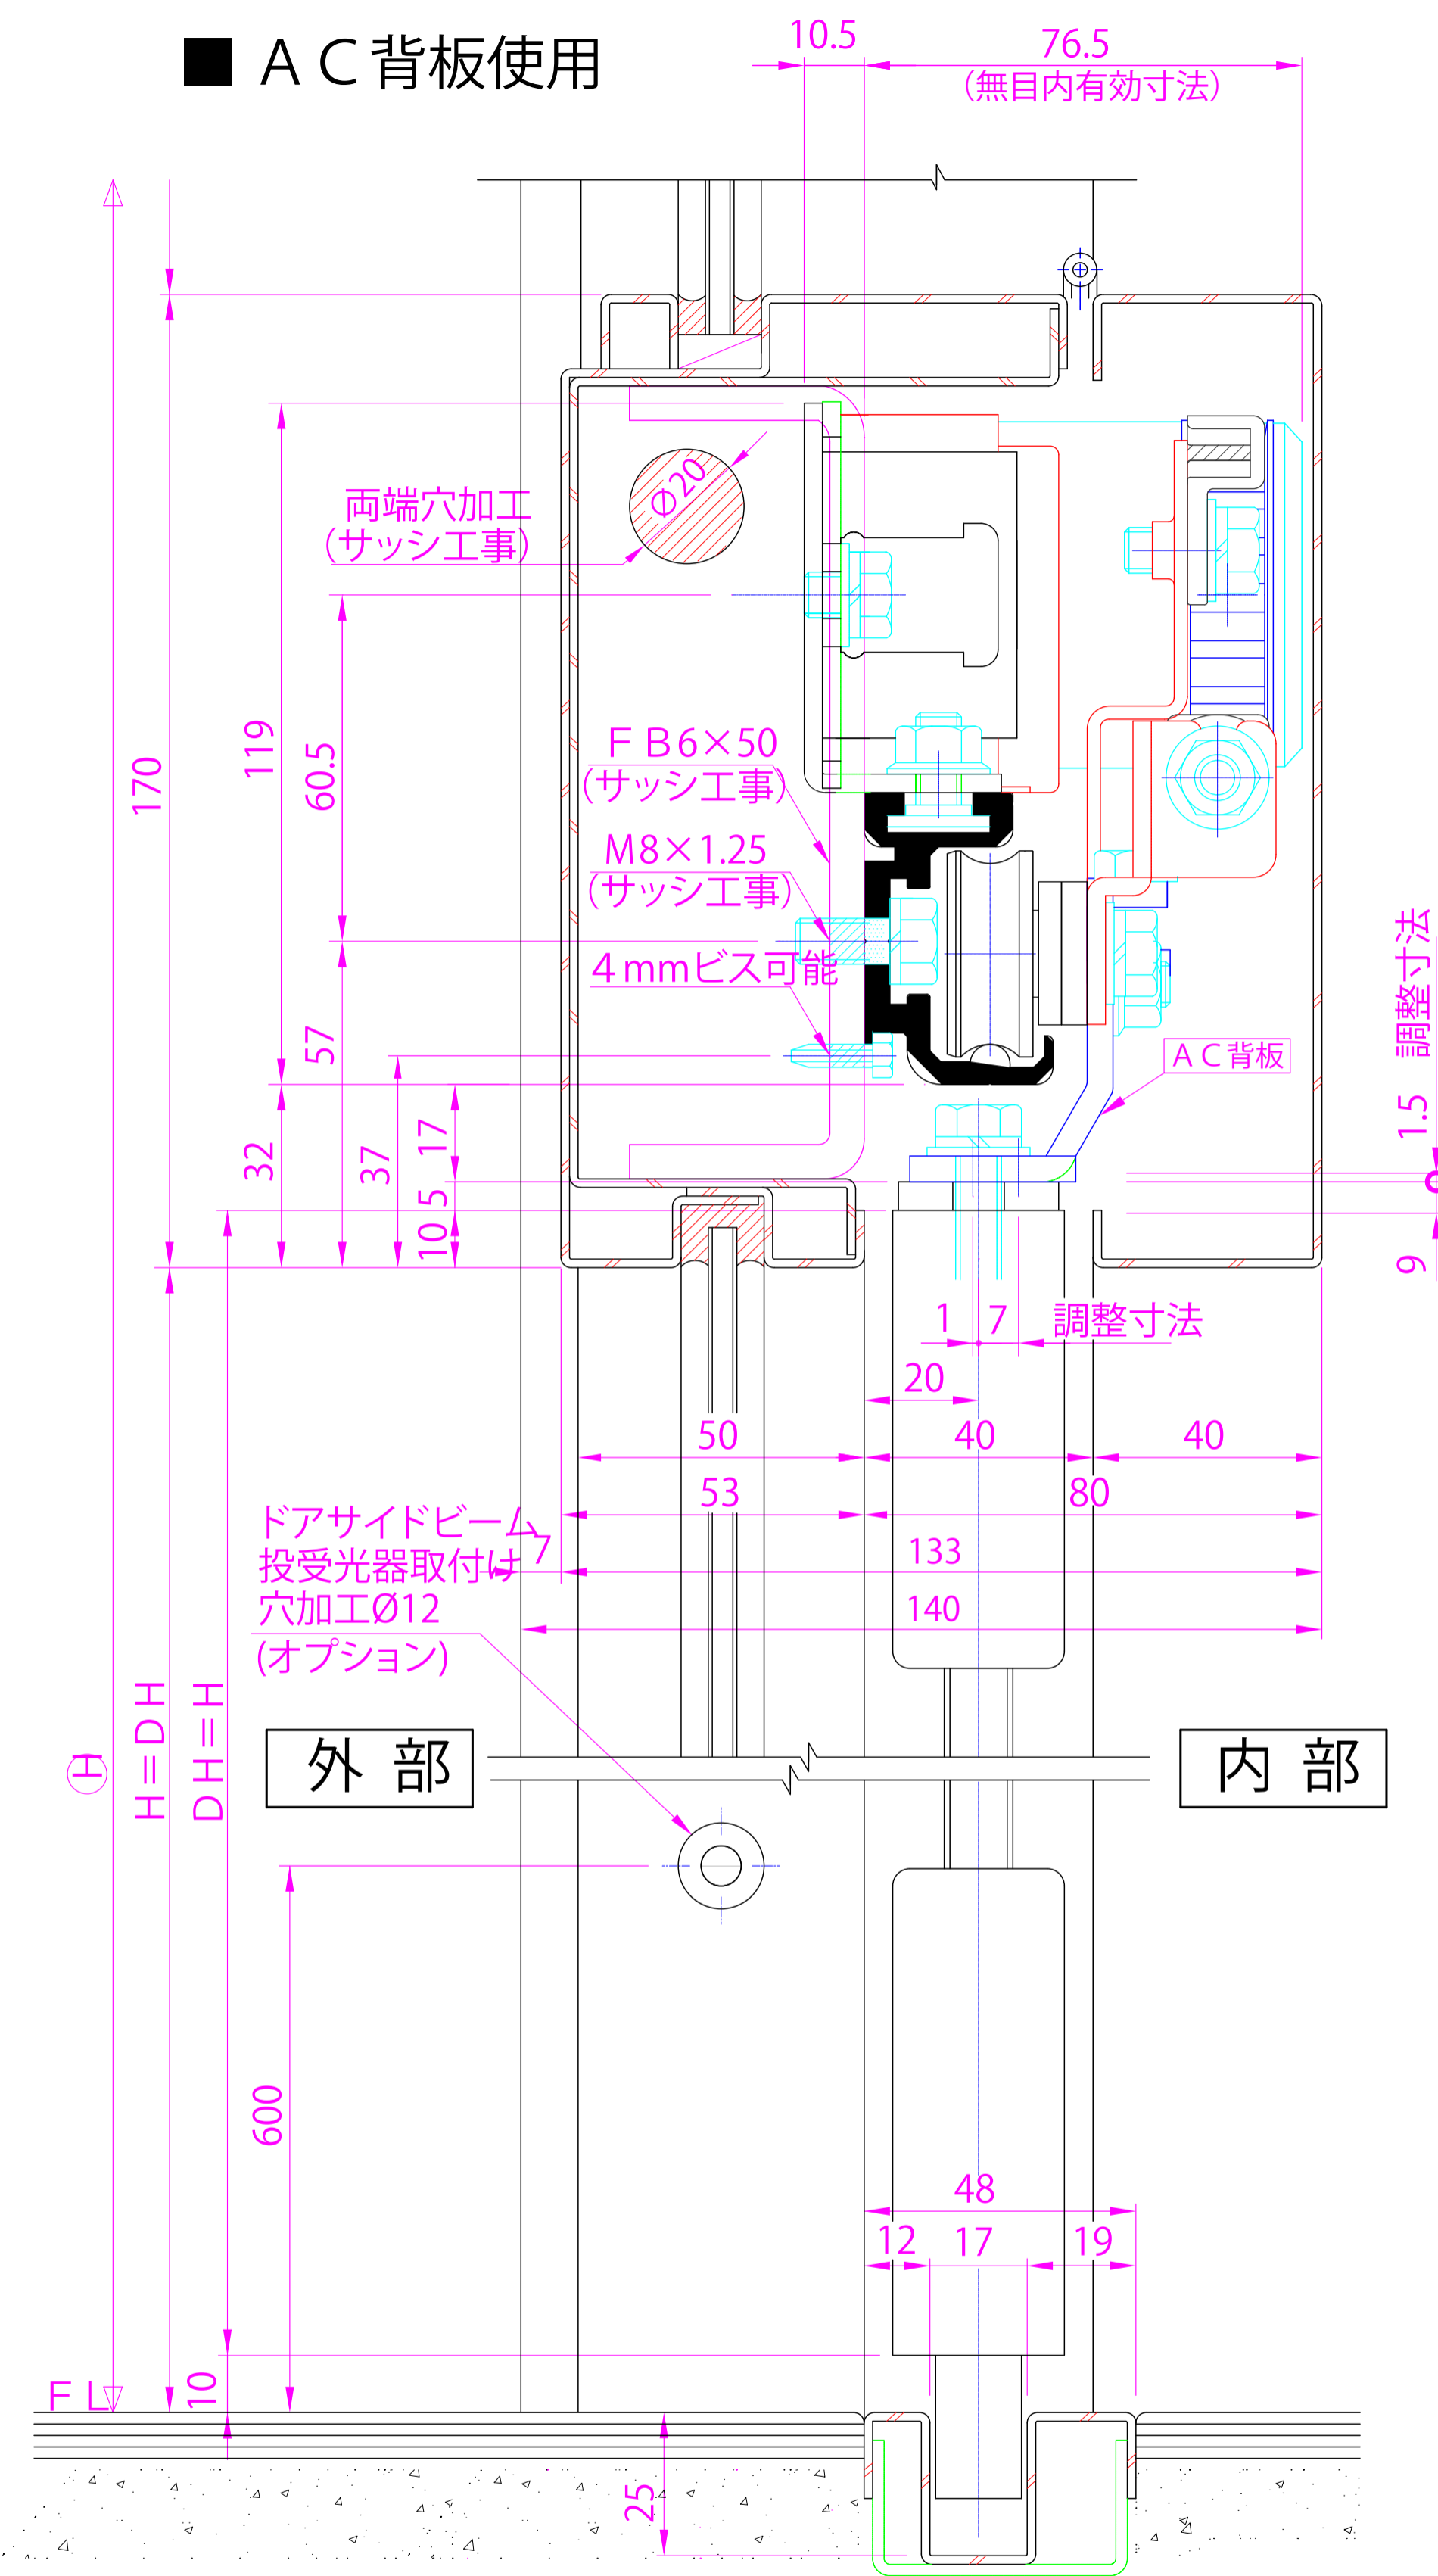 ■ ＡＣ背板使用
10.5
76.5
(無目内有効寸法)
Ø20
両端穴加工
(サッシ工事)
170
119
60.5
ＦＢ6×50
(サッシ工事)
M8×1.25
(サッシ工事)
４mmビス可能
57
32
37
17
5
10
ＡＣ背板
調整寸法
1.5
0
9
1
7
調整寸法
20
50
40
40
53
80
133
140
7
ドアサイドビーム
投受光器取付け
穴加工Ø12
(オプション)
外 部
内 部
Ⓗ
Ｈ＝ＤＨ
ＤＨ＝Ｈ
600
48
12
17
19
10
ＦＬ
25